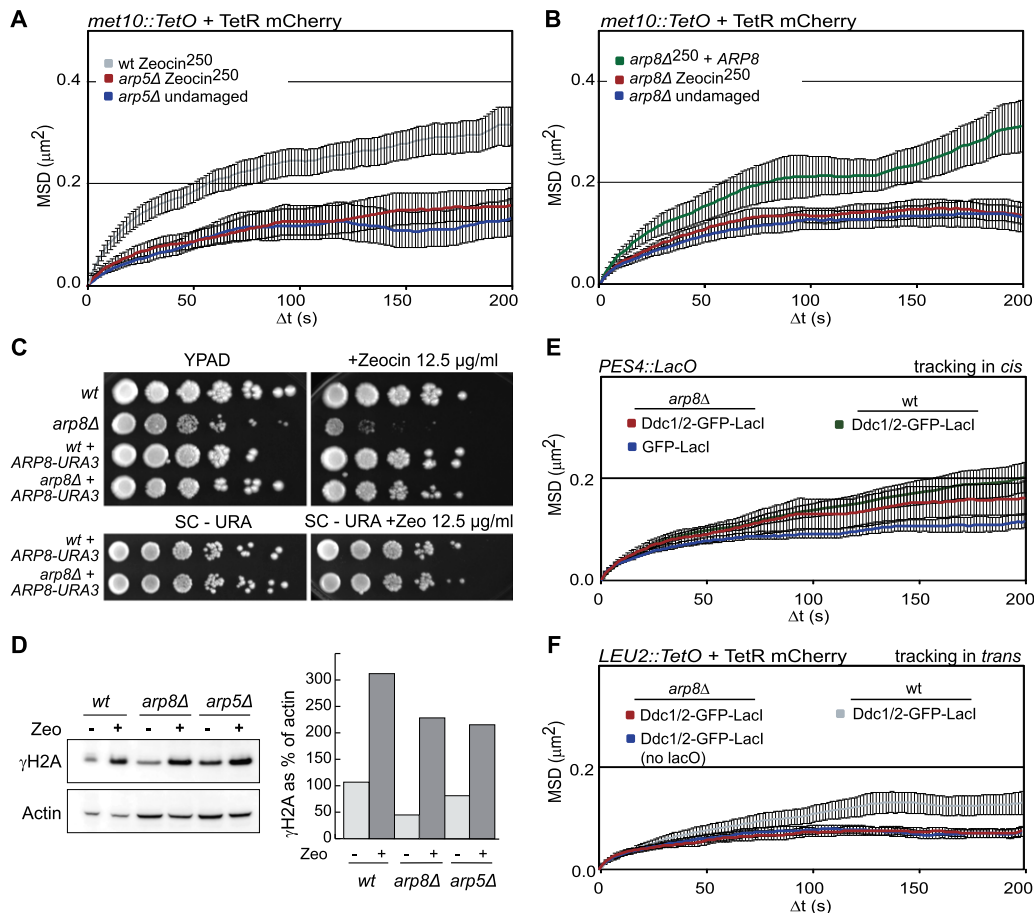 A
met10::TetO + TetR mCherry
MSD (μm²)
0.4
0.2
0.0
wt Zeocin²⁵⁰
arp5Δ Zeocin²⁵⁰
arp5Δ undamaged
0 50 100 150 200
Δt (s)
B
met10::TetO + TetR mCherry
MSD (μm²)
0.4
0.2
0.0
arp8Δ²⁵⁰ + ARP8
arp8Δ Zeocin²⁵⁰
arp8Δ undamaged
0 50 100 150 200
Δt (s)
C
YPAD +Zeocin 12.5 μg/ml
wt
arp8Δ
wt +
ARP8-URA3
arp8Δ +
ARP8-URA3
SC - URA SC - URA +Zeo 12.5 μg/ml
wt +
ARP8-URA3
arp8Δ +
ARP8-URA3
D
wt arp8Δ arp5Δ
Zeo - + - + - +
γH2A
Actin
γH2A as % of actin
300
250
200
150
100
50
0
Zeo - + - + - +
wt arp8Δ arp5Δ
E
PES4::LacO tracking in cis
MSD (μm²)
0.2
0.0
arp8Δ wt
Ddc1/2-GFP-LacI Ddc1/2-GFP-LacI
GFP-LacI
0 50 100 150 200
Δt (s)
F
LEU2::TetO + TetR mCherry tracking in trans
MSD (μm²)
0.2
0.0
arp8Δ wt
Ddc1/2-GFP-LacI Ddc1/2-GFP-LacI
Ddc1/2-GFP-LacI
(no lacO)
0 50 100 150 200
Δt (s)